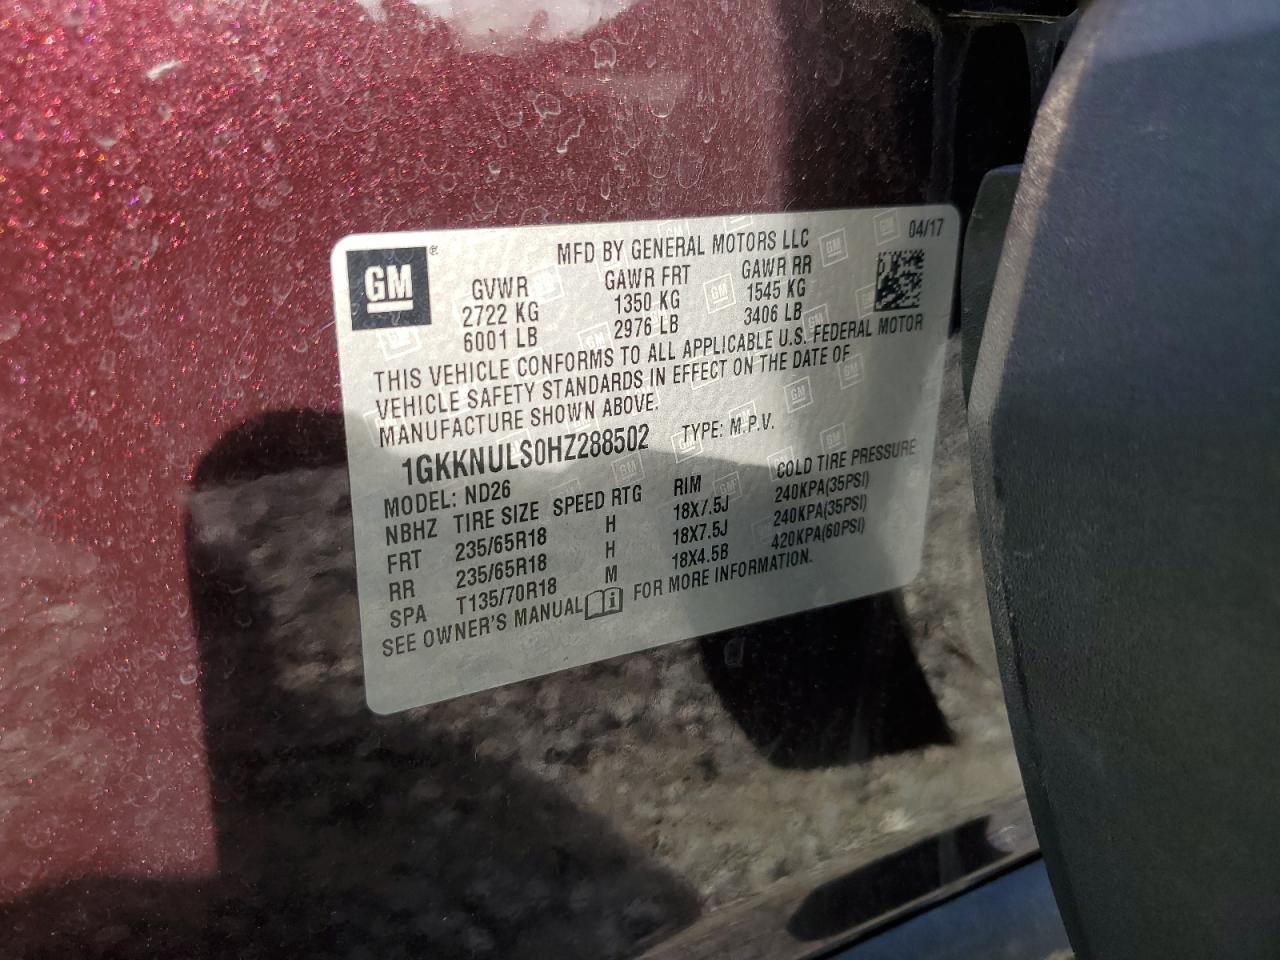 GM®
MFD BY GENERAL MOTORS LLC 04/17
GVWR GAWR FRT GAWR RR
2722 KG 1350 KG 1545 KG
6001 LB 2976 LB 3406 LB
THIS VEHICLE CONFORMS TO ALL APPLICABLE U.S. FEDERAL MOTOR
VEHICLE SAFETY STANDARDS IN EFFECT ON THE DATE OF
MANUFACTURE SHOWN ABOVE.
1GKKNULS0HZ288502 TYPE: M.P.V.
MODEL: ND26
NBHZ TIRE SIZE SPEED RTG RIM COLD TIRE PRESSURE
FRT 235/65R18 H 18X7.5J 240KPA(35PSI)
RR 235/65R18 H 18X7.5J 240KPA(35PSI)
SPA T135/70R18 M 18X4.5B 420KPA(60PSI)
SEE OWNER'S MANUAL FOR MORE INFORMATION.